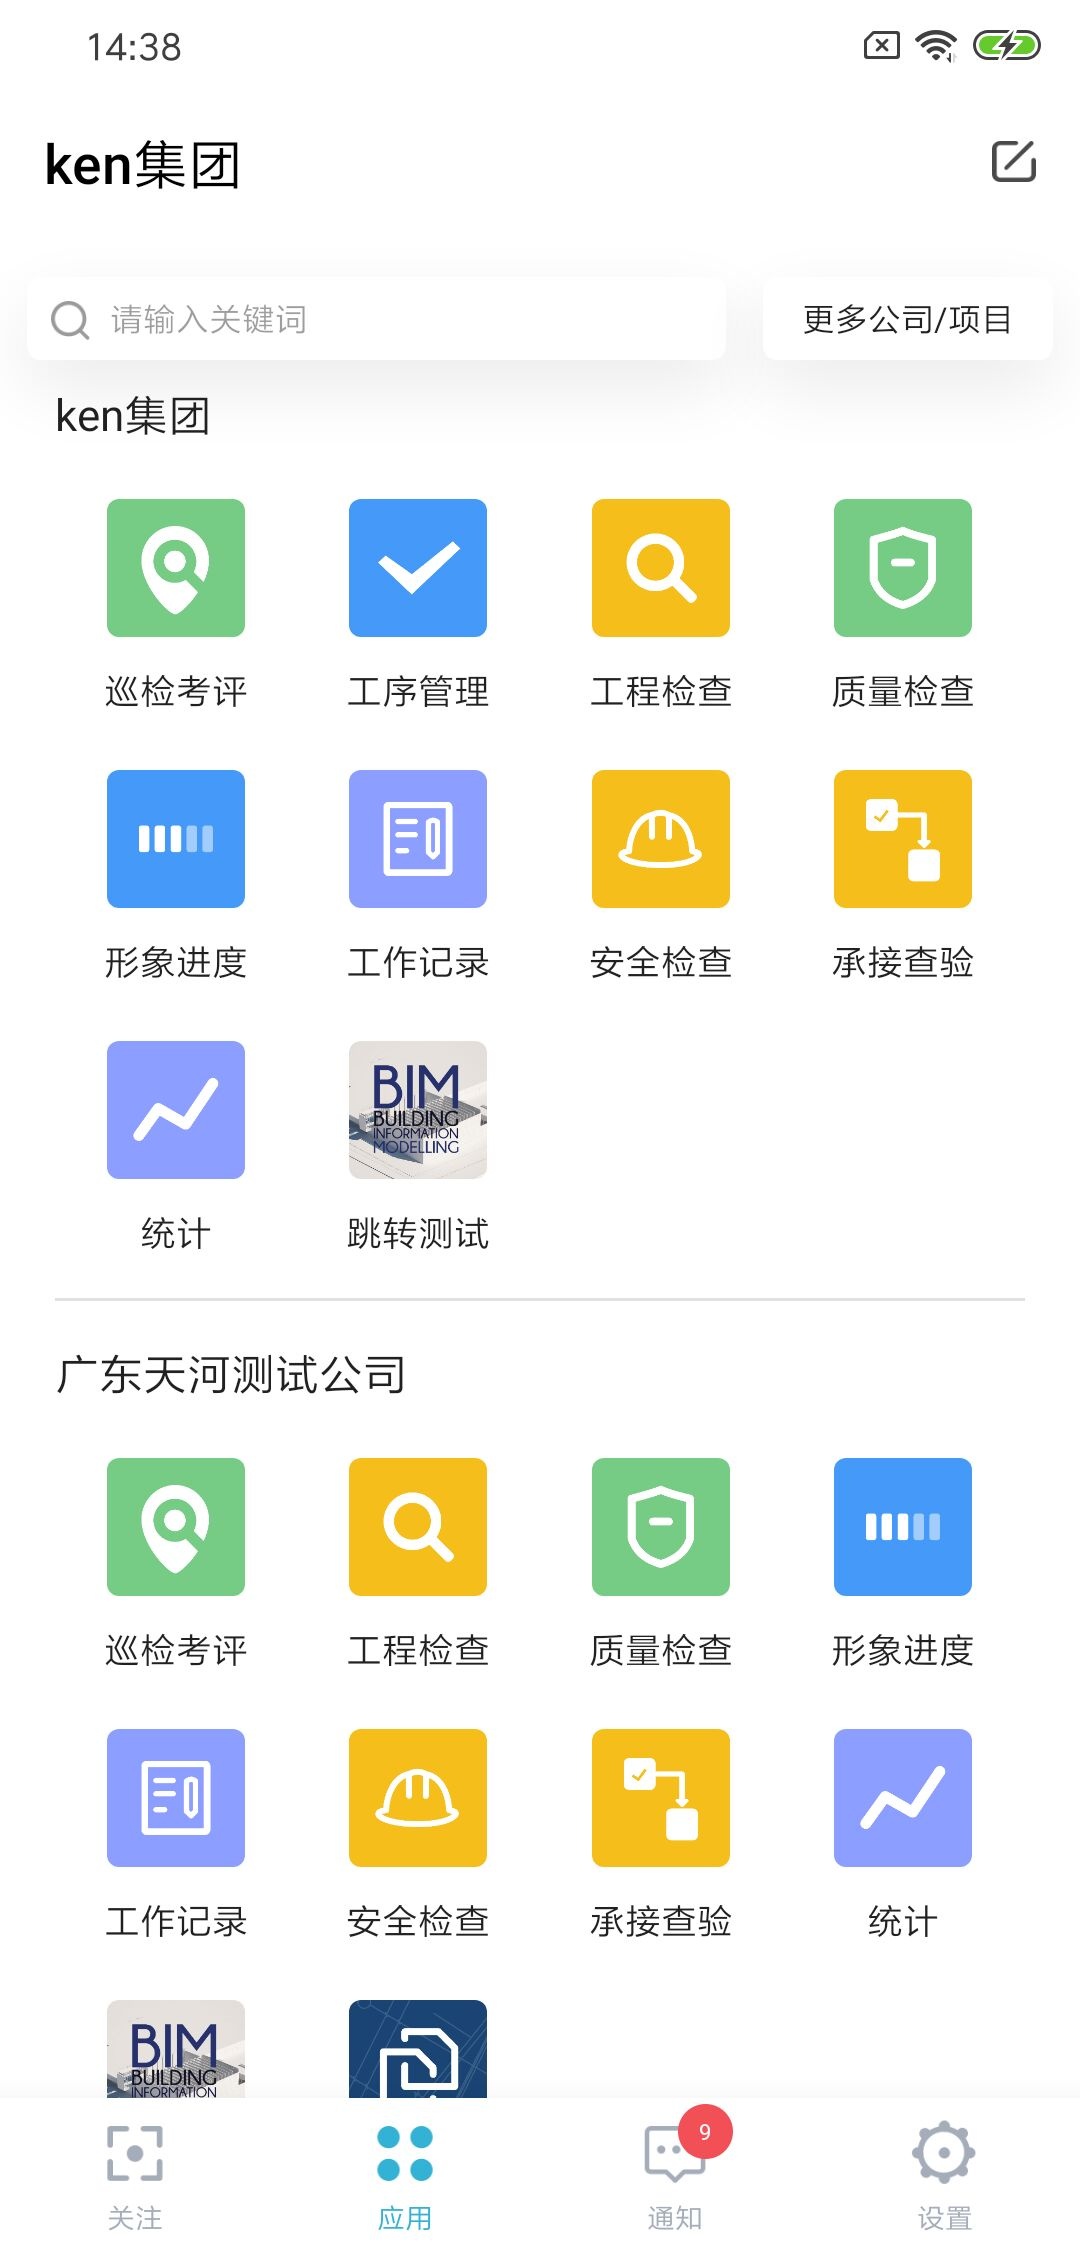 14:38
ken集团
请输入关键词
更多公司/项目
ken集团
巡检考评 工序管理 工程检查 质量检查
形象进度 工作记录 安全检查 承接查验
BIM
BUILDING
INFORMATION
MODELLING
统计 跳转测试
广东天河测试公司
巡检考评 工程检查 质量检查 形象进度
工作记录 安全检查 承接查验 统计
BIM
BUILDING
INFORMATION
9
关注 应用 通知 设置